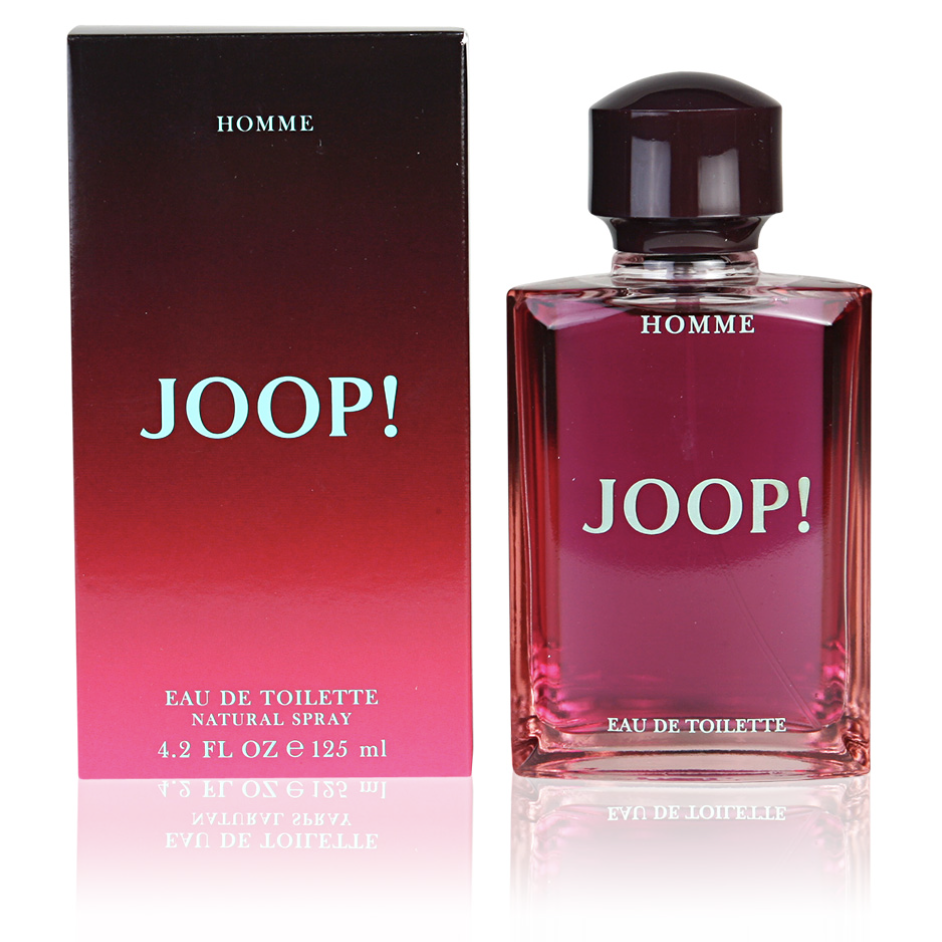 HOMME
JOOP!
EAU DE TOILETTE
NATURAL SPRAY
4.2 FL OZ ℮ 125 ml
HOMME
JOOP!
EAU DE TOILETTE